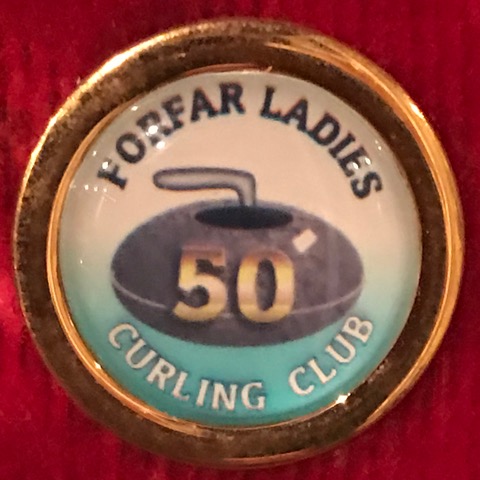 FORFAR LADIES
50
CURLING CLUB